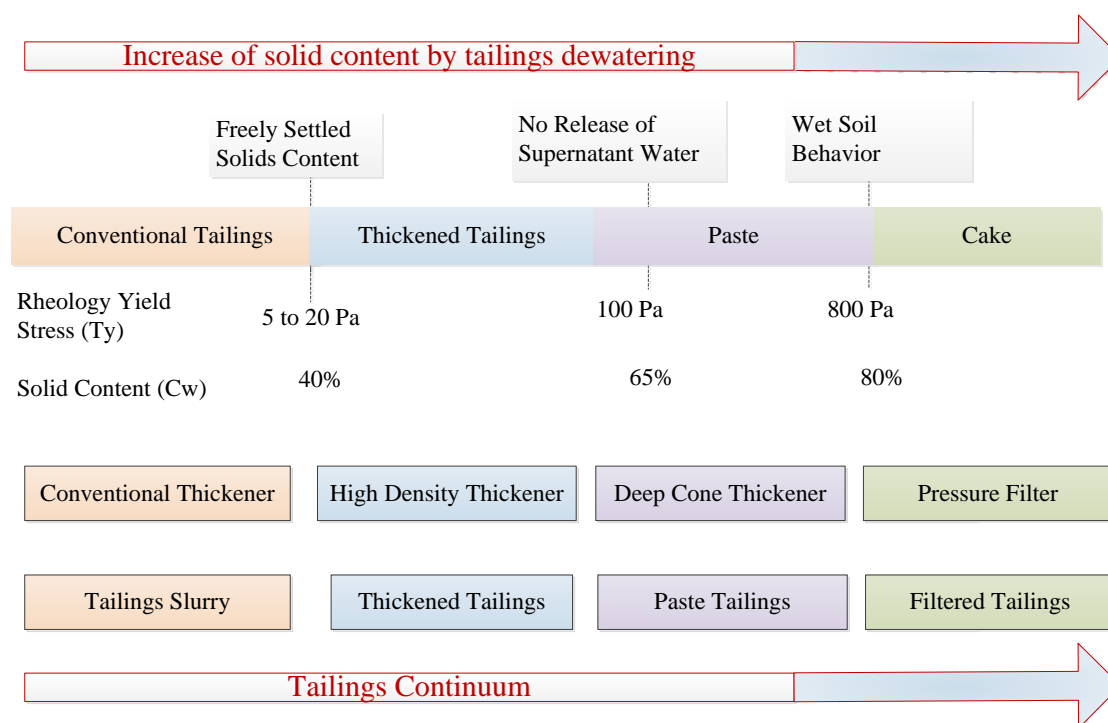 Increase of solid content by tailings dewatering
Freely Settled
Solids Content
No Release of
Supernatant Water
Wet Soil
Behavior
Conventional Tailings
Thickened Tailings
Paste
Cake
Rheology Yield
Stress (Ty)
5 to 20 Pa
100 Pa
800 Pa
Solid Content (Cw)
40%
65%
80%
Conventional Thickener
High Density Thickener
Deep Cone Thickener
Pressure Filter
Tailings Slurry
Thickened Tailings
Paste Tailings
Filtered Tailings
Tailings Continuum